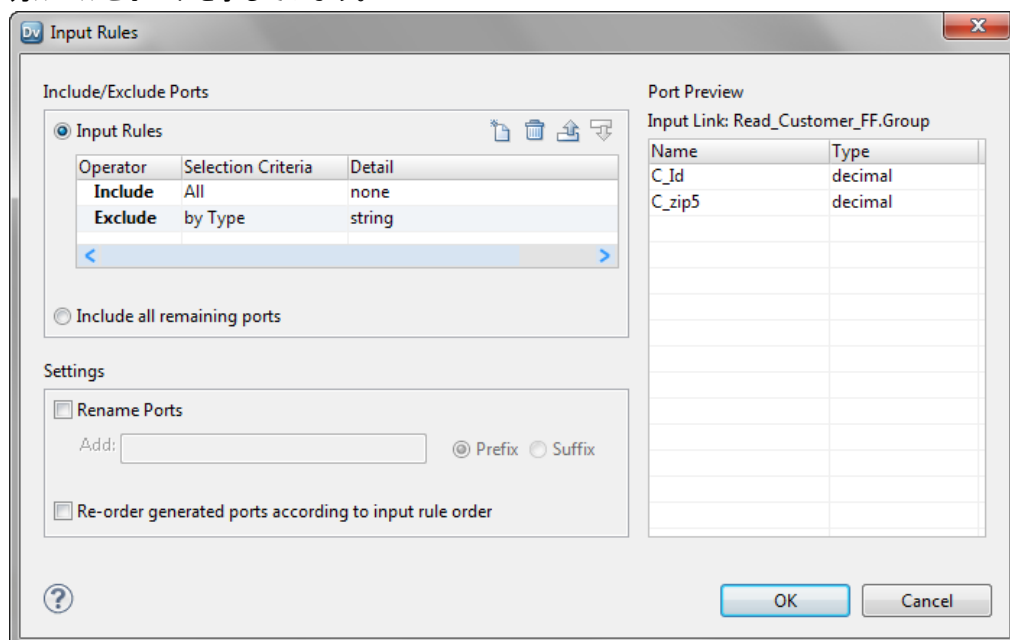 Dv Input Rules
Include/Exclude Ports
Input Rules
Operator Selection Criteria Detail
Include All none
Exclude by Type string
Include all remaining ports
Settings
Rename Ports
Add: Prefix Suffix
Re-order generated ports according to input rule order
Port Preview
Input Link: Read_Customer_FF.Group
Name Type
C_Id decimal
C_zip5 decimal
?
OK Cancel